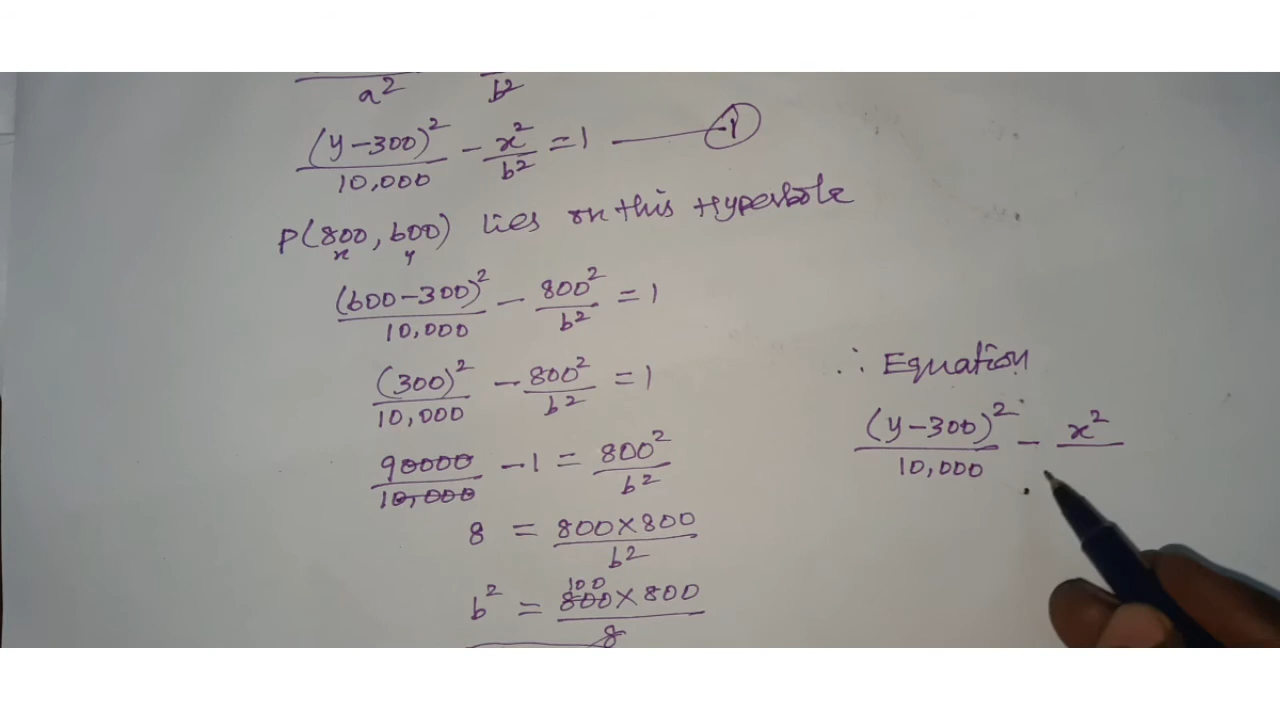 a² b²
(y-300)²/10,000 - x²/b² = 1 — 1
P(800, 600) lies on this Hyperbole
x y
(600-300)²/10,000 - 800²/b² = 1
(300)²/10,000 - 800²/b² = 1
90000/10,000 - 1 = 800²/b²
8 = 800×800/b²
b² = 100 800×800/8
∴ Equation
(y-300)²/10,000 - x²